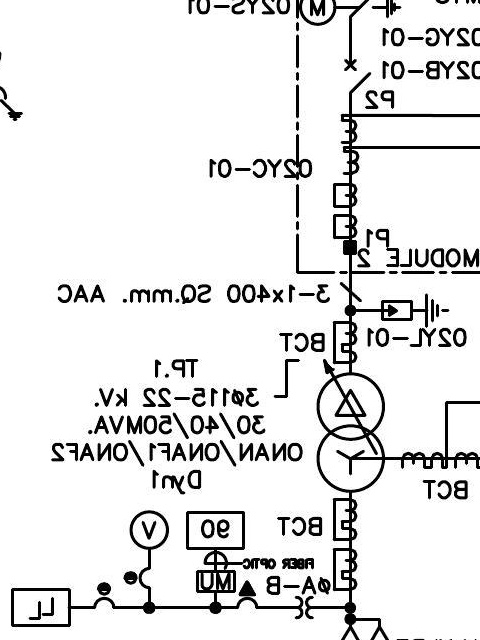 02YS-01
M
02YG-01
02YB-01
P2
02YC-01
P1
MODULE 2
3-1x400 SQ.mm. AAC
02YL-01
BCT
TP.1
3ø115-22 kV.
30/40/50MVA.
ONAN/ONAF1/ONAF2
Dyn1
BCT
BCT
V
90
FIBER OPTIC
MU
øA-B
LL